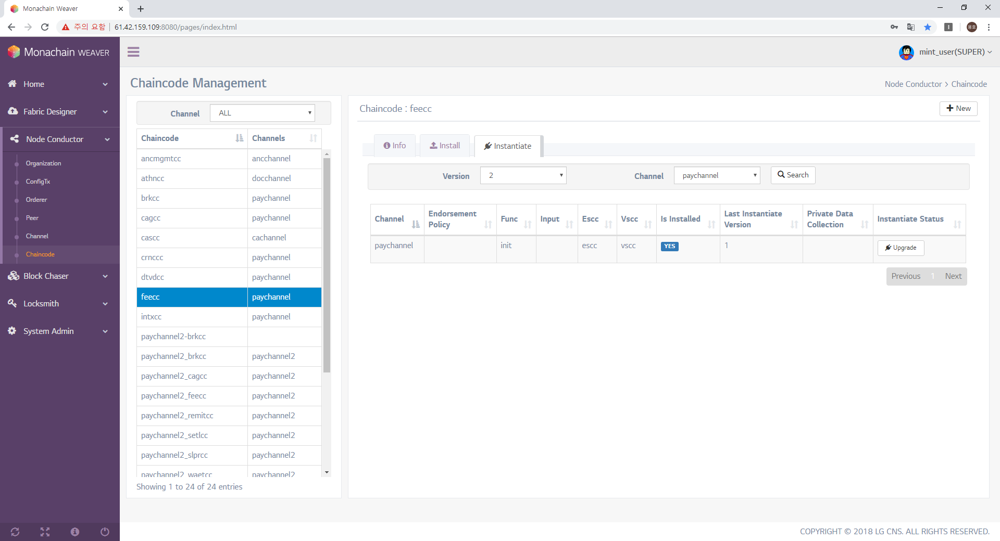 Monachain Weaver
주의 요함
61.42.159.109:8080/pages/index.html
용호
Monachain WEAVER
mint_user(SUPER)
Home
Fabric Designer
Node Conductor
Organization
ConfigTx
Orderer
Peer
Channel
Chaincode
Block Chaser
Locksmith
System Admin
Chaincode Management
Node Conductor > Chaincode
Channel ALL
Chaincode Channels
ancmgmtcc ancchannel
athncc docchannel
brkcc paychannel
cagcc paychannel
cascc cachannel
crnccc paychannel
dtvdcc paychannel
feecc paychannel
intxcc paychannel
paychannel2-brkcc
paychannel2_brkcc paychannel2
paychannel2_cagcc paychannel2
paychannel2_feecc paychannel2
paychannel2_remitcc paychannel2
paychannel2_setlcc paychannel2
paychannel2_slprcc paychannel2
paychannel2_waetcc paychannel2
Showing 1 to 24 of 24 entries
Chaincode : feecc
New
Info Install Instantiate
Version 2 Channel paychannel Search
Channel Endorsement Policy Func Input Escc Vscc Is Installed Last Instantiate Version Private Data Collection Instantiate Status
paychannel init escc vscc YES 1 Upgrade
Previous 1 Next
COPYRIGHT © 2018 LG CNS. ALL RIGHTS RESERVED.